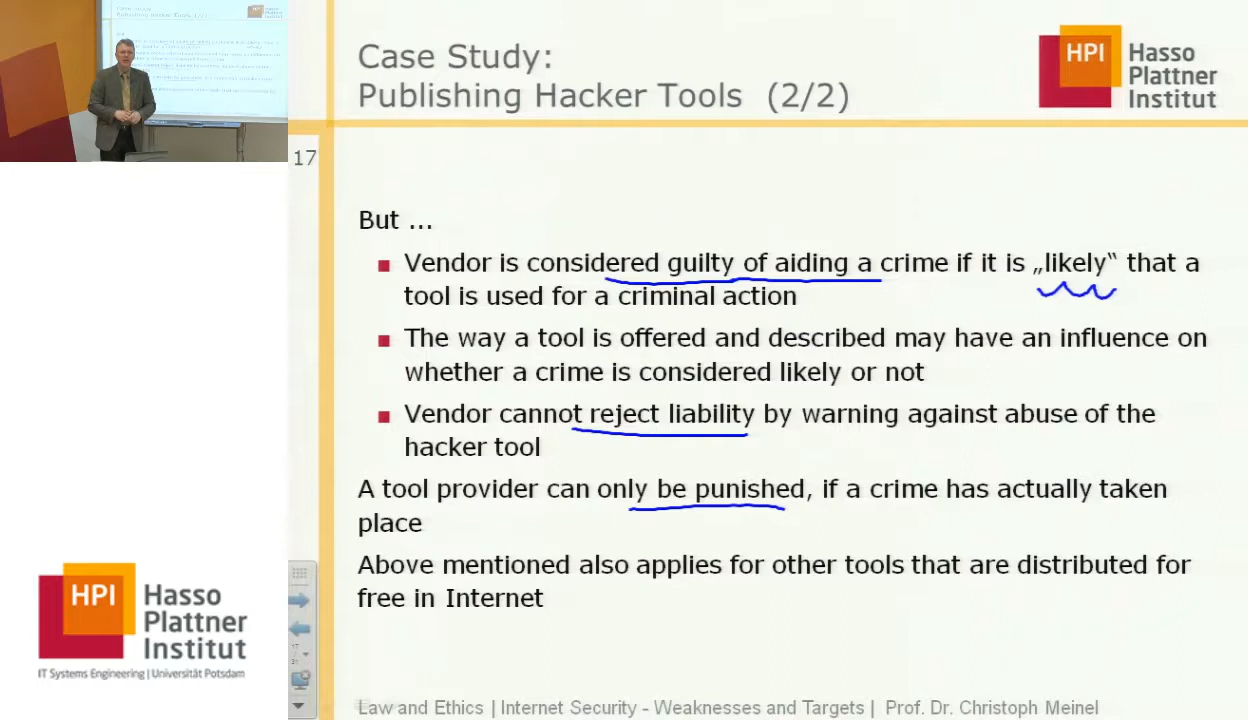 Case Study:
Publishing Hacker Tools (2/2)
HPI Hasso
Plattner
Institut
17
But ...
■ Vendor is considered guilty of aiding a crime if it is „likely“ that a
tool is used for a criminal action
■ The way a tool is offered and described may have an influence on
whether a crime is considered likely or not
■ Vendor cannot reject liability by warning against abuse of the
hacker tool
A tool provider can only be punished, if a crime has actually taken
place
Above mentioned also applies for other tools that are distributed for
free in Internet
HPI Hasso
Plattner
Institut
IT Systems Engineering | Universität Potsdam
Law and Ethics | Internet Security - Weaknesses and Targets | Prof. Dr. Christoph Meinel